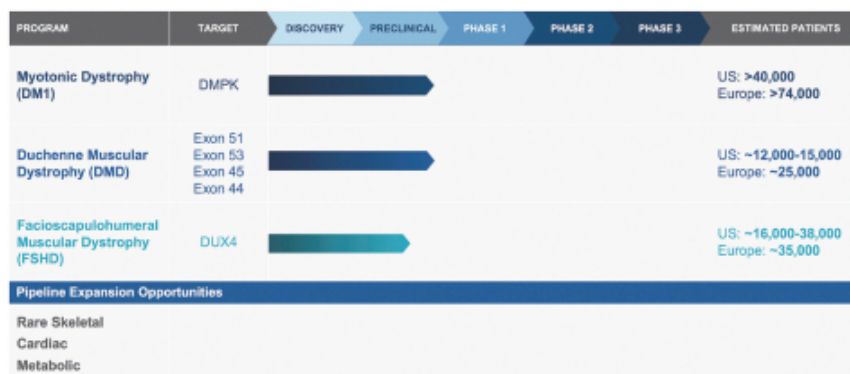 PROGRAM TARGET DISCOVERY PRECLINICAL PHASE 1 PHASE 2 PHASE 3 ESTIMATED PATIENTS
Myotonic Dystrophy
(DM1)
DMPK
US: >40,000
Europe: >74,000
Duchenne Muscular
Dystrophy (DMD)
Exon 51
Exon 53
Exon 45
Exon 44
US: ~12,000-15,000
Europe: ~25,000
Facioscapulohumeral
Muscular Dystrophy
(FSHD)
DUX4
US: ~16,000-38,000
Europe: ~35,000
Pipeline Expansion Opportunities
Rare Skeletal
Cardiac
Metabolic